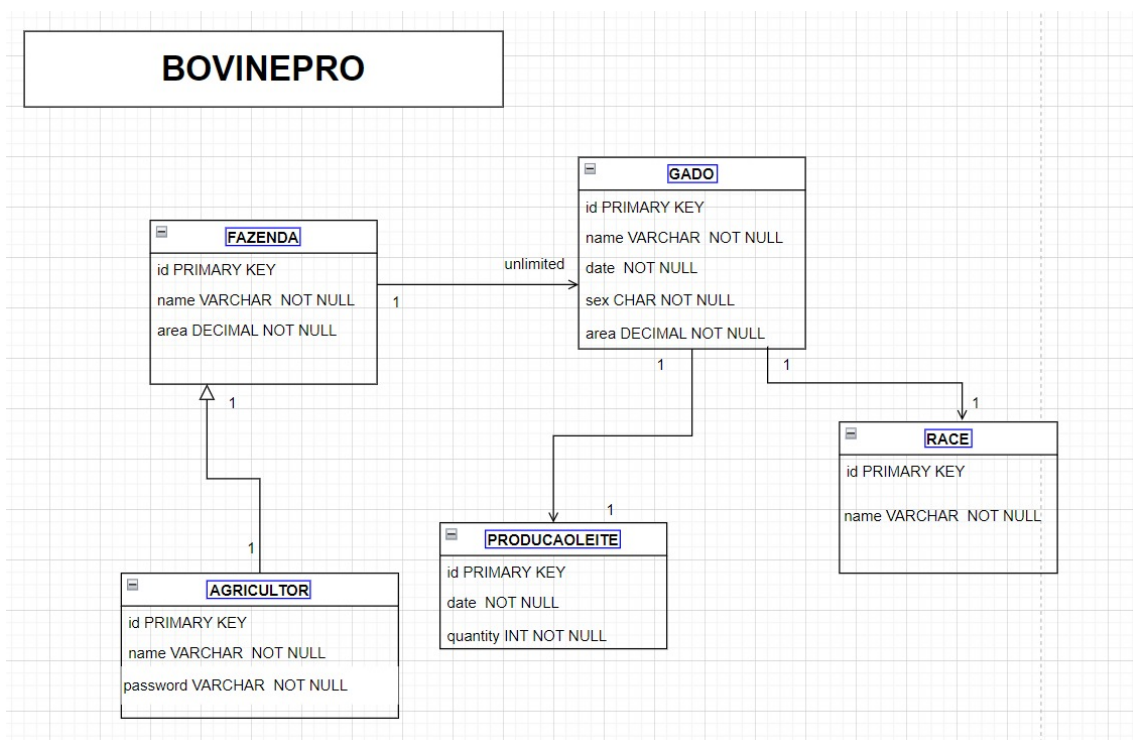 BOVINEPRO
GADO
id PRIMARY KEY
name VARCHAR  NOT NULL
date  NOT NULL
sex CHAR NOT NULL
area DECIMAL NOT NULL
FAZENDA
id PRIMARY KEY
name VARCHAR  NOT NULL
area DECIMAL NOT NULL
unlimited
1
1
1
1
1
RACE
id PRIMARY KEY
name VARCHAR  NOT NULL
1
PRODUCAOLEITE
id PRIMARY KEY
date  NOT NULL
quantity INT NOT NULL
1
AGRICULTOR
id PRIMARY KEY
name VARCHAR  NOT NULL
password VARCHAR  NOT NULL